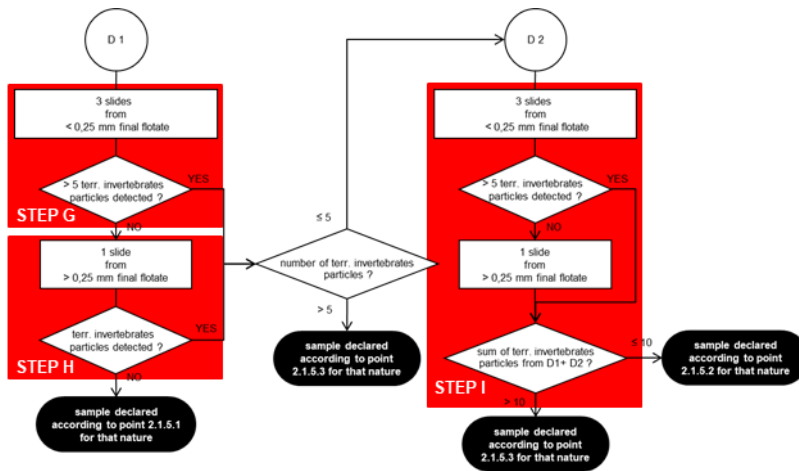 D 1
3 slides
from
< 0,25 mm final flotate
> 5 terr. invertebrates
particles detected ?
YES
STEP G
NO
1 slide
from
> 0,25 mm final flotate
terr. invertebrates
particles detected ?
YES
STEP H
NO
sample declared
according to point 2.1.5.1
for that nature
≤ 5
number of terr. invertebrates
particles ?
> 5
sample declared
according to point
2.1.5.3 for that nature
D 2
3 slides
from
< 0,25 mm final flotate
> 5 terr. invertebrates
particles detected ?
YES
NO
1 slide
from
> 0,25 mm final flotate
sum of terr. invertebrates
particles from D1+ D2 ?
≤ 10
STEP I
> 10
sample declared
according to point
2.1.5.2 for that nature
sample declared
according to point
2.1.5.3 for that nature